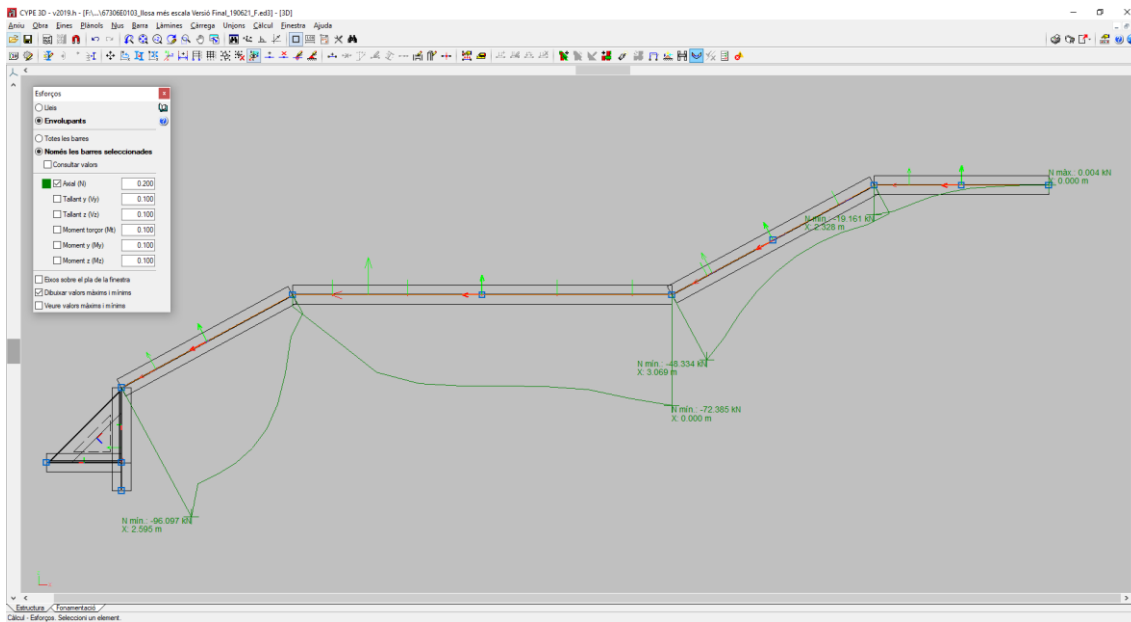 CYPE 3D - v2019.h - [F:\...\67306E0103_llosa més escala Versió Final_190621_F.ed3] - [3D]
Arxiu Obra Eines Plànols Nus Barra Làmines Càrrega Unions Càlcul Finestra Ajuda
Esforços
Lleis
Envolupants
Totes les barres
Només les barres seleccionades
Consultar valors
Axial (N) 0.200
Tallant y (Vy) 0.100
Tallant z (Vz) 0.100
Moment torçor (Mt) 0.100
Moment y (My) 0.100
Moment z (Mz) 0.100
Eixos sobre el pla de la finestra
Dibuixar valors màxims i mínims
Veure valors màxims i mínims
N màx.: 0.004 kN
X: 0.000 m
N mín.: -19.161 kN
X: 2.328 m
N mín.: -48.334 kN
X: 3.069 m
N mín.: -72.385 kN
X: 0.000 m
N mín.: -96.097 kN
X: 2.595 m
Estructura Fonamentació
Càlcul - Esforços. Seleccioni un element.